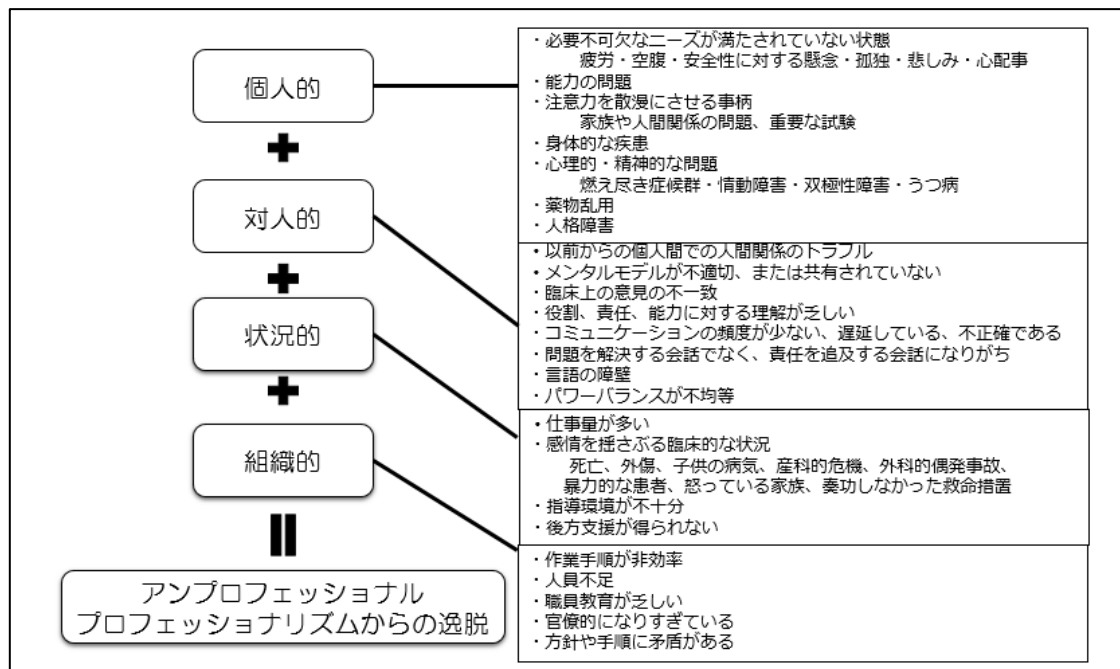 個人的
・必要不可欠なニーズが満たされていない状態
疲労・空腹・安全性に対する懸念・孤独・悲しみ・心配事
・能力の問題
・注意力を散漫にさせる事柄
家族や人間関係の問題、重要な試験
・身体的な疾患
・心理的・精神的な問題
燃え尽き症候群・情動障害・双極性障害・うつ病
・薬物乱用
・人格障害
対人的
・以前からの個人間での人間関係のトラブル
・メンタルモデルが不適切、または共有されていない
・臨床上の意見の不一致
・役割、責任、能力に対する理解が乏しい
・コミュニケーションの頻度が少ない、遅延している、不正確である
・問題を解決する会話でなく、責任を追及する会話になりがち
・言語の障壁
・パワーバランスが不均等
状況的
・仕事量が多い
・感情を揺さぶる臨床的な状況
死亡、外傷、子供の病気、産科的危機、外科的偶発事故、
暴力的な患者、怒っている家族、奏功しなかった救命措置
・指導環境が不十分
・後方支援が得られない
組織的
・作業手順が非効率
・人員不足
・職員教育が乏しい
・官僚的になりすぎている
・方針や手順に矛盾がある
アンプロフェッショナル
プロフェッショナリズムからの逸脱